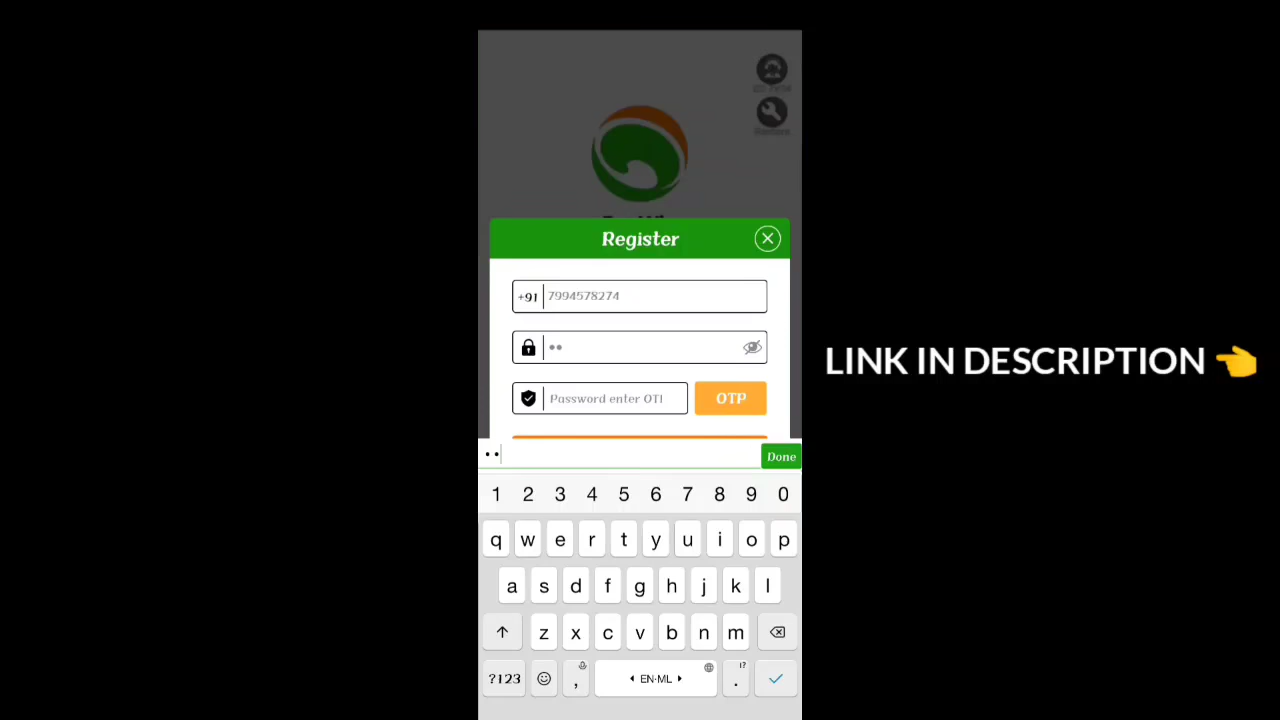 Register
+91 7994578274
••
Password enter OTI
OTP
LINK IN DESCRIPTION 👈
••
Done
1 2 3 4 5 6 7 8 9 0
q w e r t y u i o p
a s d f g h j k l
z x c v b n m
?123 , EN·ML . !?